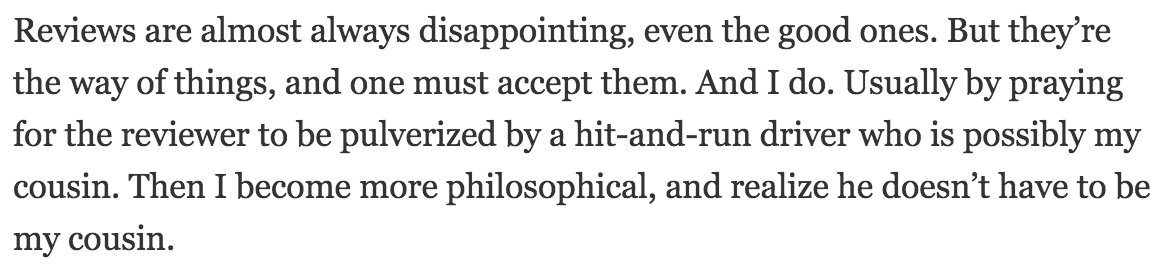 Reviews are almost always disappointing, even the good ones. But they’re
the way of things, and one must accept them. And I do. Usually by praying
for the reviewer to be pulverized by a hit-and-run driver who is possibly my
cousin. Then I become more philosophical, and realize he doesn’t have to be
my cousin.